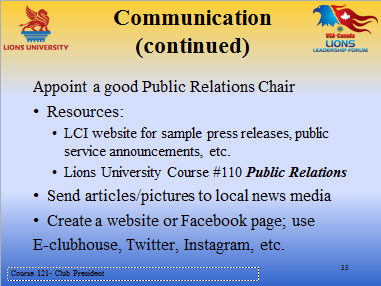 Communication
(continued)
LIONS UNIVERSITY
USA-Canada
LIONS
LEADERSHIP FORUM
Appoint a good Public Relations Chair
• Resources:
• LCI website for sample press releases, public
service announcements, etc.
• Lions University Course #110 Public Relations
• Send articles/pictures to local news media
• Create a website or Facebook page; use
E-clubhouse, Twitter, Instagram, etc.
35
Course 121- Club President